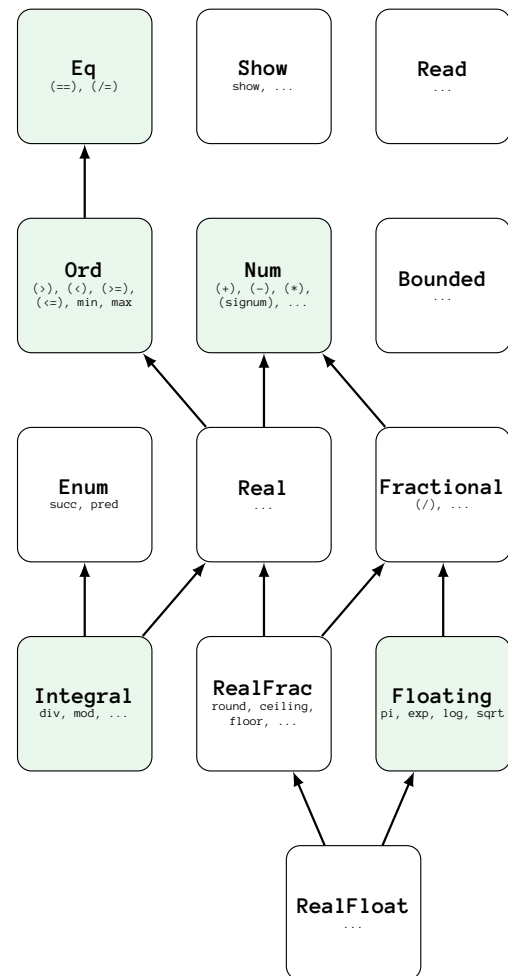 Eq
(==), (/=)
Show
show, ...
Read
...
Ord
(>), (<), (>=),
(<=), min, max
Num
(+), (-), (*),
(signum), ...
Bounded
...
Enum
succ, pred
Real
...
Fractional
(/), ...
Integral
div, mod, ...
RealFrac
round, ceiling,
floor, ...
Floating
pi, exp, log, sqrt
RealFloat
...